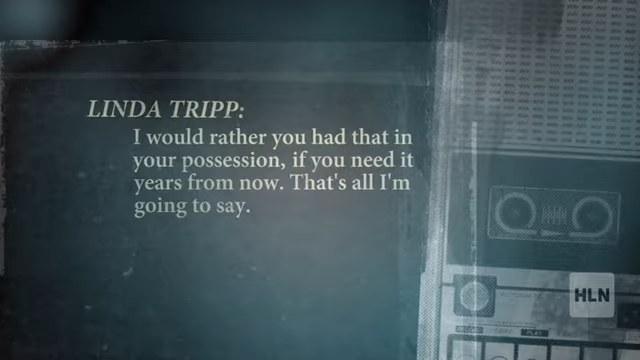 LINDA TRIPP:
I would rather you had that in
your possession, if you need it
years from now. That's all I'm
going to say.
HLN